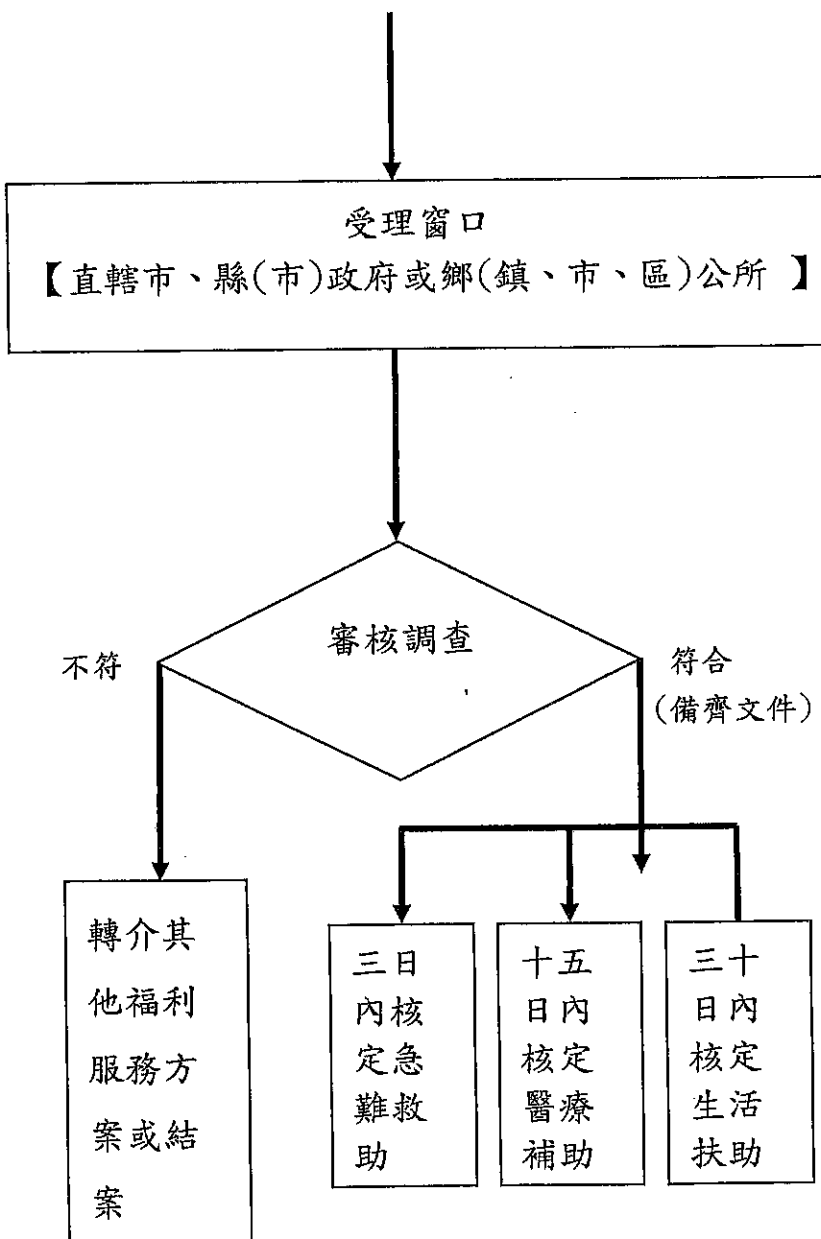 受理窗口
【直轄市、縣(市)政府或鄉(鎮、市、區)公所 】
審核調查
不符
符合
(備齊文件)
轉介其
他福利
服務方
案或結
案
三日
內核
定急
難救
助
十五
日內
核定
醫療
補助
三十
日內
核定
生活
扶助